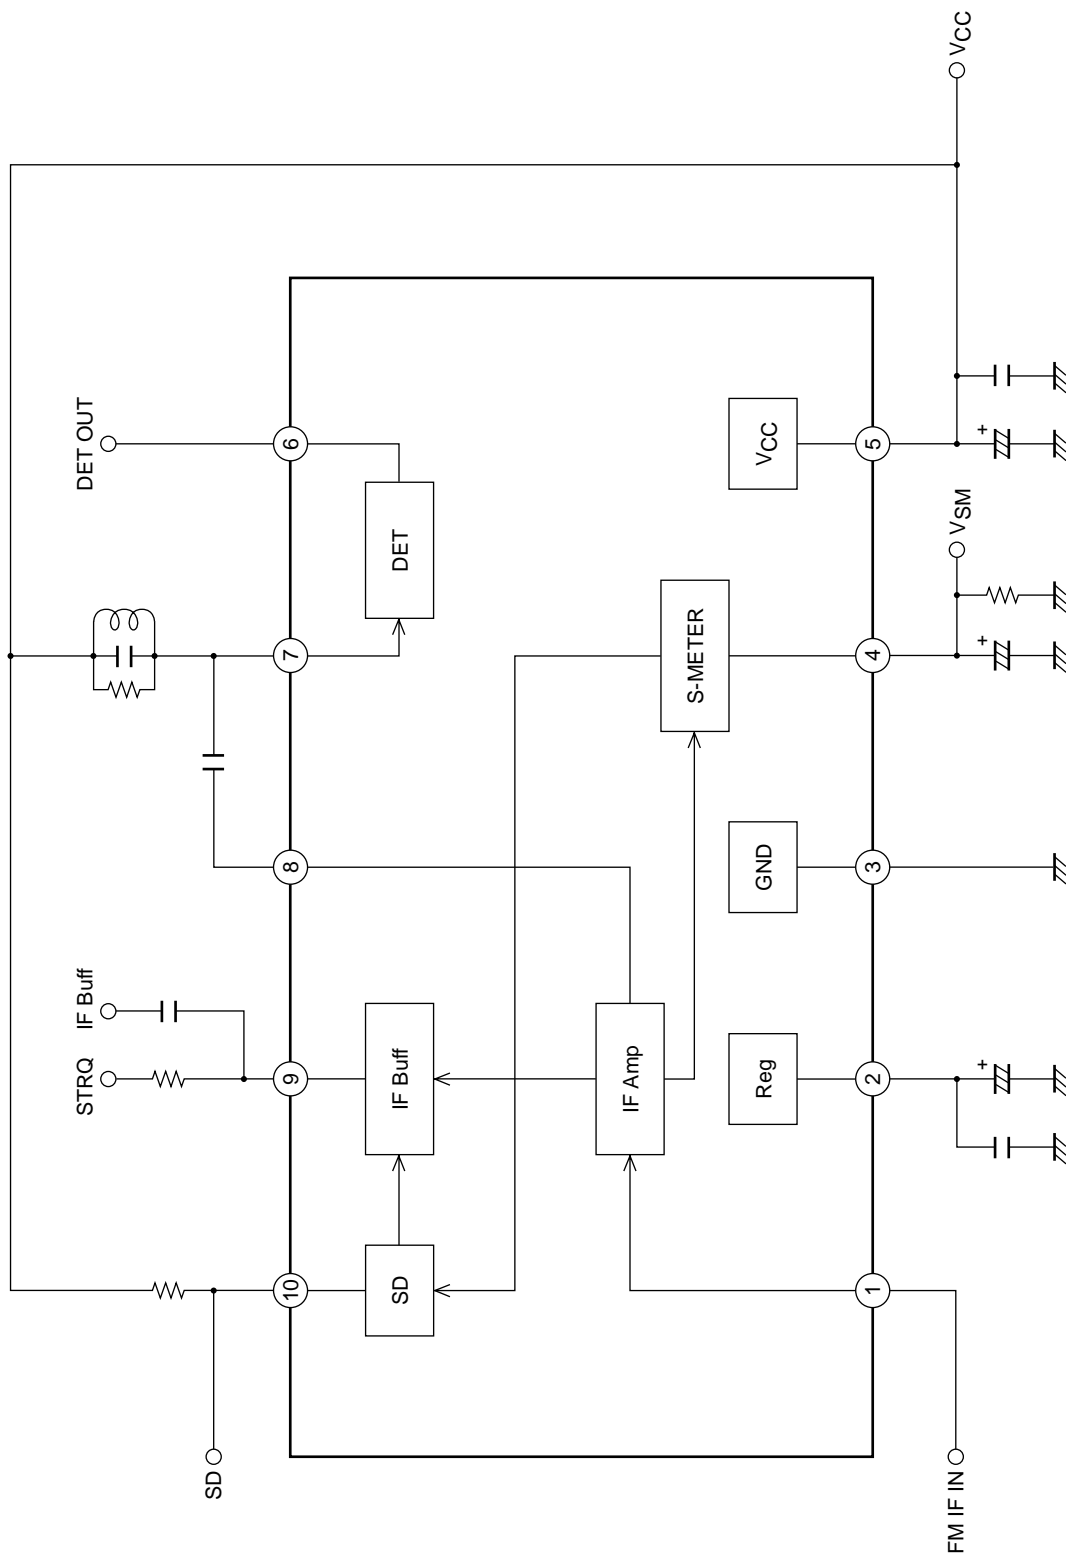 STRQ
IF Buff
DET OUT
SD
10
9
8
7
6
SD
IF Buff
DET
IF Amp
S-METER
Reg
GND
VCC
1
2
3
4
5
+
+
+
FM IF IN
VSM
VCC